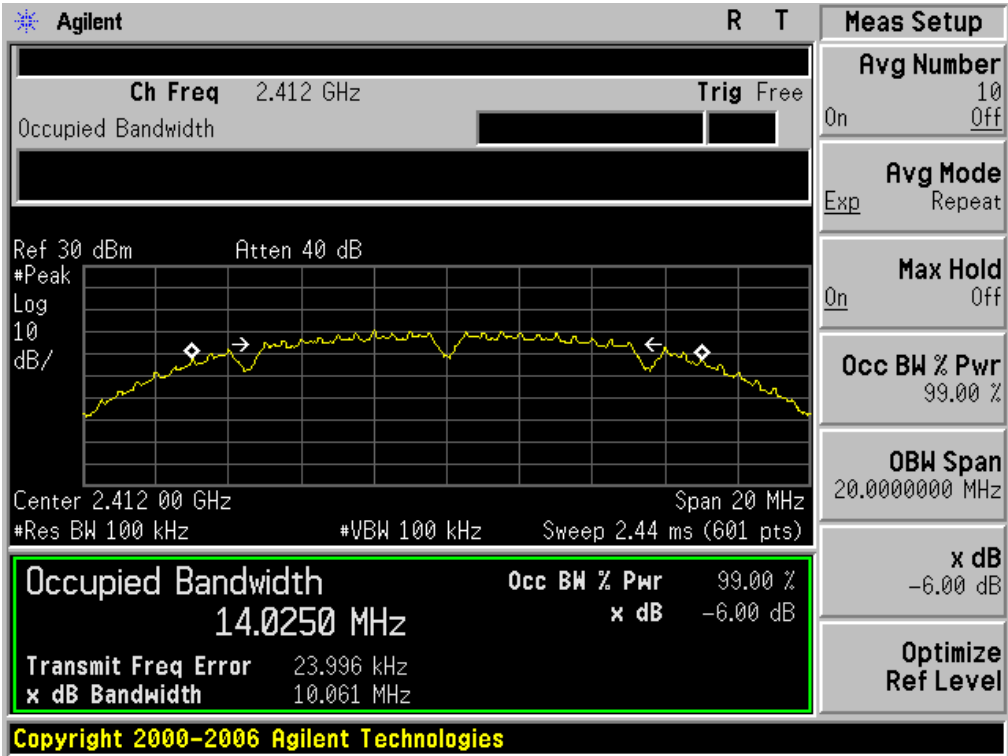 Agilent R T
Ch Freq 2.412 GHz Trig Free
Occupied Bandwidth
Ref 30 dBm Atten 40 dB
#Peak
Log
10
dB/
Center 2.412 00 GHz Span 20 MHz
#Res BW 100 kHz #VBW 100 kHz Sweep 2.44 ms (601 pts)
Occupied Bandwidth
14.0250 MHz
Occ BW % Pwr 99.00 %
x dB -6.00 dB
Transmit Freq Error 23.996 kHz
x dB Bandwidth 10.061 MHz
Copyright 2000-2006 Agilent Technologies
Meas Setup
Avg Number
10
On Off
Avg Mode
Exp Repeat
Max Hold
On Off
Occ BW % Pwr
99.00 %
OBW Span
20.0000000 MHz
x dB
-6.00 dB
Optimize
Ref Level